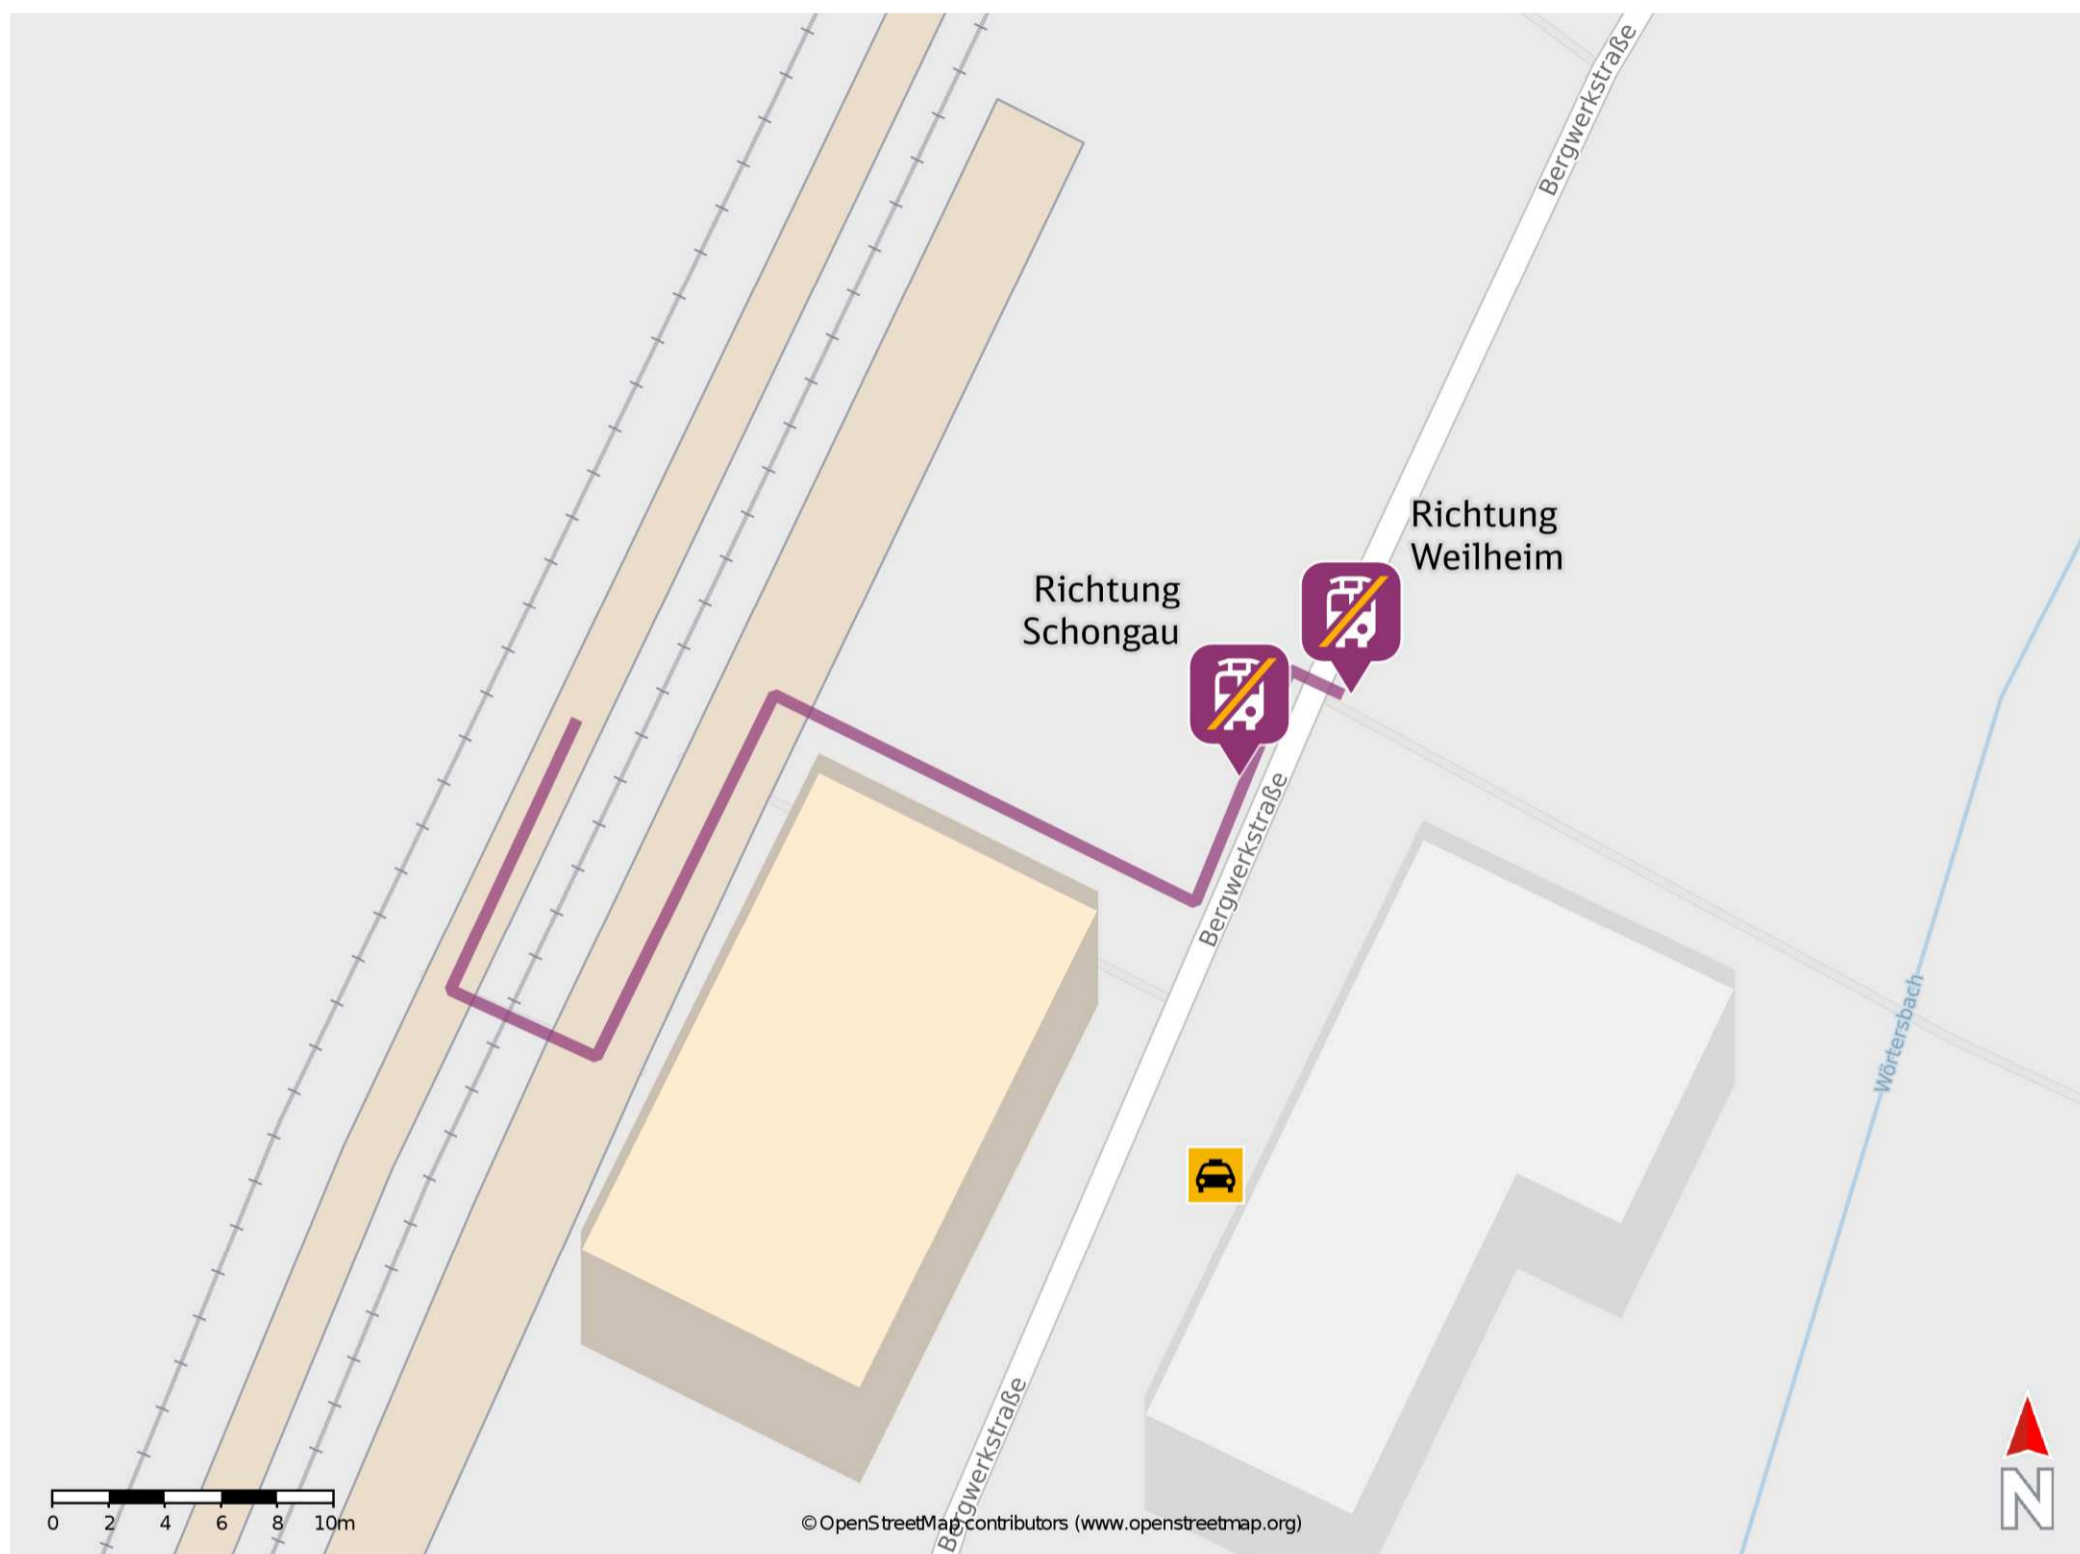 Bergwerkstraße
Richtung
Weilheim
Richtung
Schongau
Bergwerkstraße
Wörtersbach
Bergwerkstraße
0 2 4 6 8 10m
© OpenStreetMap contributors (www.openstreetmap.org)
N